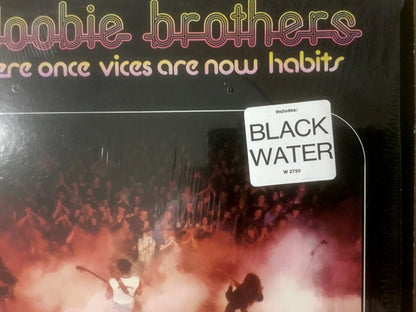 doobie brothers
ere once vices are now habits
Includes:
BLACK
WATER
W 2750